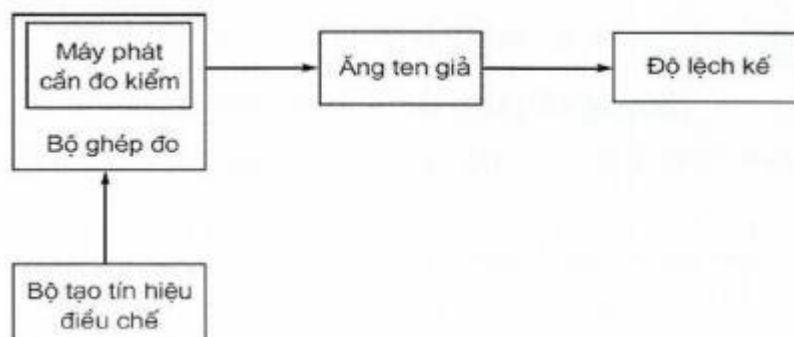 Máy phát
cần đo kiểm
Bộ ghép đo
Ăng ten giả
Độ lệch kế
Bộ tạo tín hiệu
điều chế